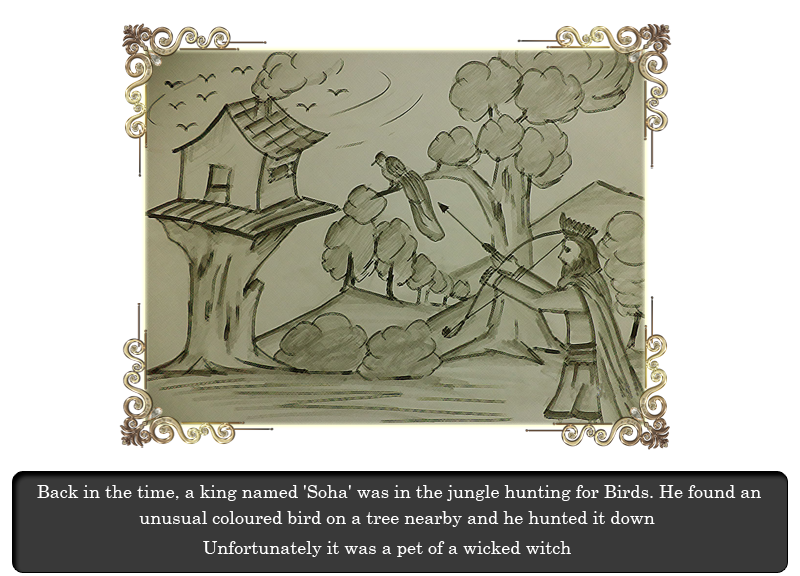 Back in the time, a king named 'Soha' was in the jungle hunting for Birds. He found an
unusual coloured bird on a tree nearby and he hunted it down
Unfortunately it was a pet of a wicked witch